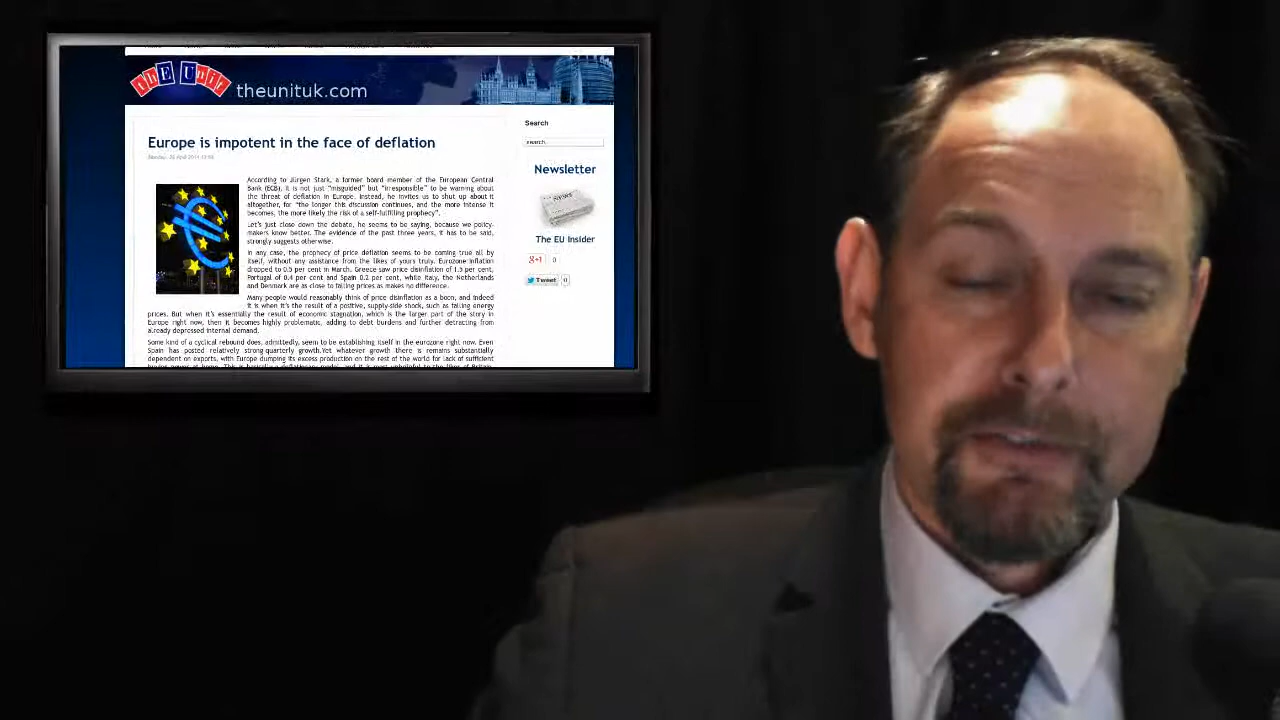 thE Unit
theunituk.com
Europe is impotent in the face of deflation
According to Jürgen Stark, a former board member of the European Central
Bank (ECB), it is not just "misguided" but "irresponsible" to be warning about
the threat of deflation in Europe. Instead, he invites us to shut up about it
altogether, for "the longer this discussion continues, and the more intense it
becomes, the more likely the risk of a self-fulfilling prophecy".
Let's just close down the debate, he seems to be saying, because we policy-
makers know better. The evidence of the past three years, it has to be said,
strongly suggests otherwise.
In any case, the prophecy of price deflation seems to be coming true all by
itself, without any assistance from the likes of yours truly. Eurozone inflation
dropped to 0.5 per cent in March. Greece saw price disinflation of 1.5 per cent,
Portugal of 0.4 per cent and Spain 0.2 per cent, while Italy, the Netherlands
and Denmark are as close to falling prices as makes no difference.
Many people would reasonably think of price disinflation as a boon, and indeed
it is when it's the result of a positive, supply-side shock, such as falling energy
prices. But when it's essentially the result of economic stagnation, which is the larger part of the story in
Europe right now, then it becomes highly problematic, adding to debt burdens and further detracting from
already depressed internal demand.
Some kind of a cyclical rebound does, admittedly, seem to be establishing itself in the eurozone right now. Even
Spain has posted relatively strong quarterly growth.Yet whatever growth there is remains substantially
dependent on exports, with Europe dumping its excess production on the rest of the world for lack of sufficient
Search
search...
Newsletter
NEWS
The EU Insider
g+1 0
Tweet 0